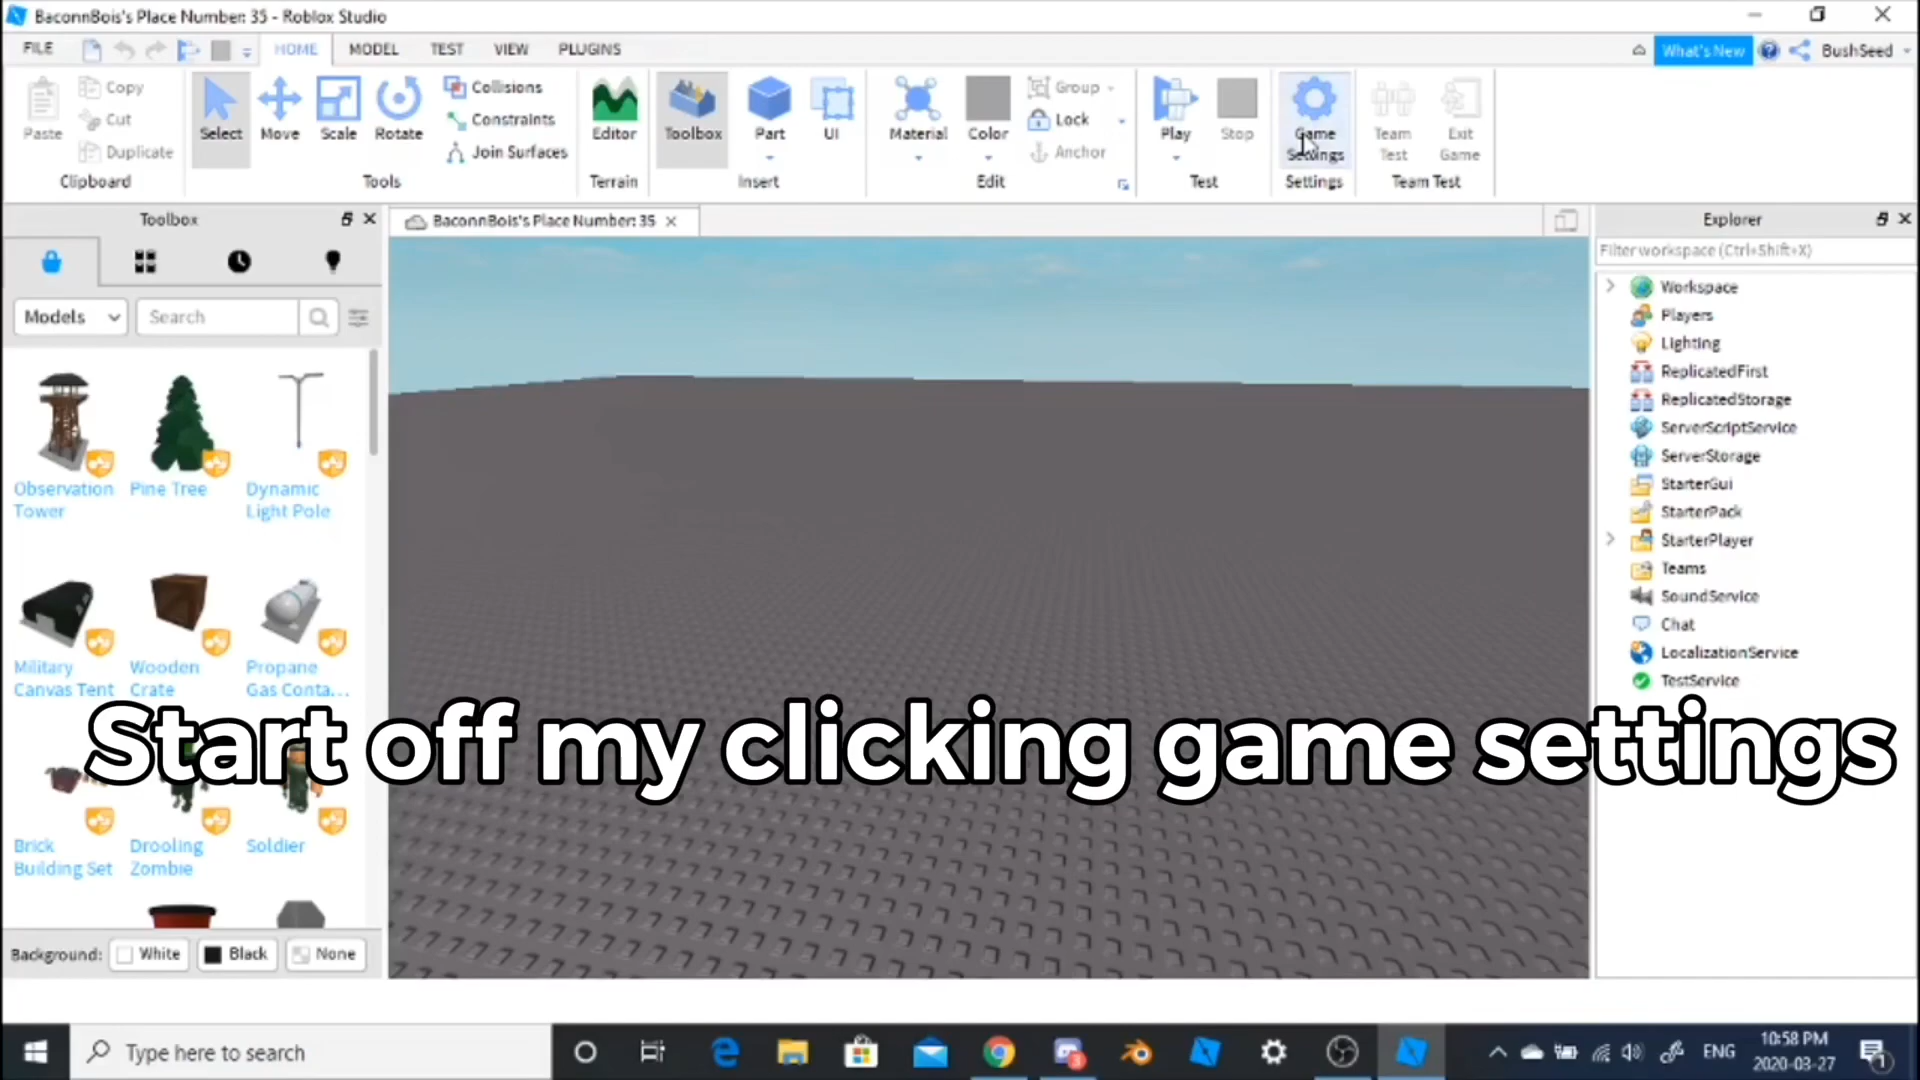 BaconnBois's Place Number: 35 - Roblox Studio
FILE HOME MODEL TEST VIEW PLUGINS What's New BushSeed
Paste Copy Cut Duplicate
Clipboard
Select Move Scale Rotate Collisions Constraints Join Surfaces
Tools
Editor
Terrain
Toolbox Part UI
Insert
Material Color Group Lock Anchor
Edit
Play Stop
Test
Game Settings
Settings
Team Test Exit Game
Team Test
Toolbox
BaconnBois's Place Number: 35
Explorer
Filter workspace (Ctrl+Shift+X)
Models Search
Observation Tower
Pine Tree
Dynamic Light Pole
Military Canvas Tent
Wooden Crate
Propane Gas Conta...
Brick Building Set
Drooling Zombie
Soldier
Background: White Black None
Workspace
Players
Lighting
ReplicatedFirst
ReplicatedStorage
ServerScriptService
ServerStorage
StarterGui
StarterPack
StarterPlayer
Teams
SoundService
Chat
LocalizationService
TestService
Start off my clicking game settings
Type here to search
3
ENG
10:58 PM
2020-03-27
1